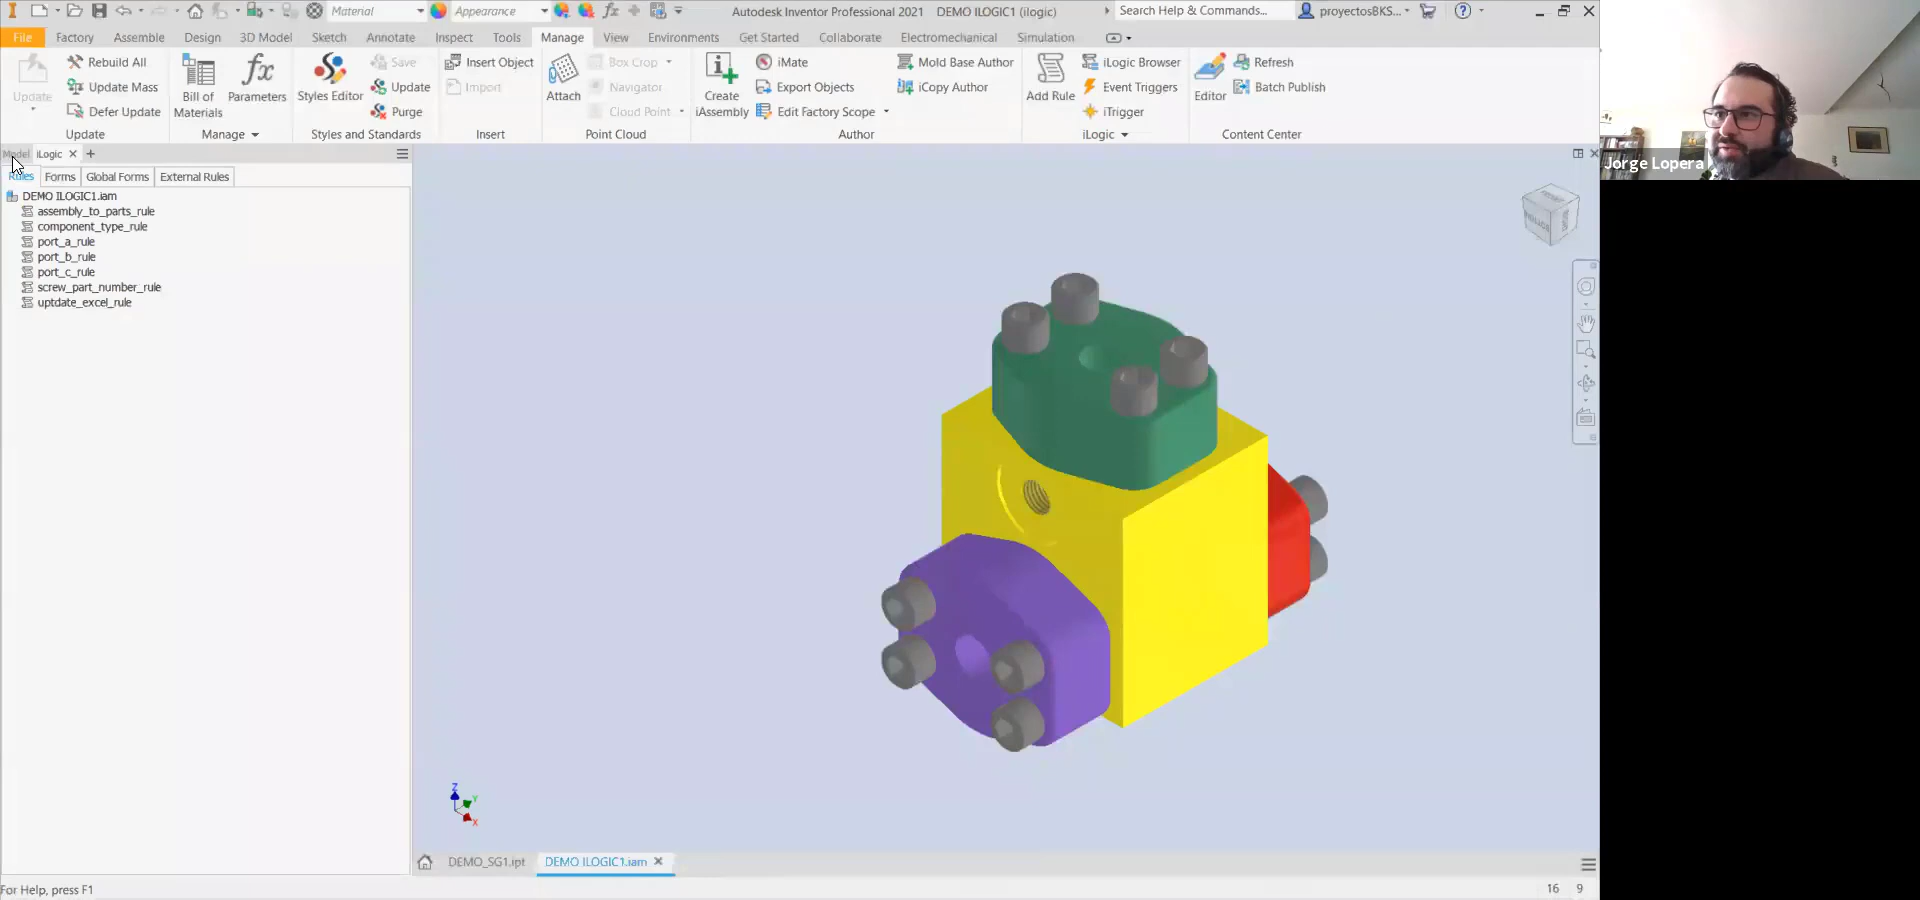 Material
Appearance
Autodesk Inventor Professional 2021 DEMO ILOGIC1 (ilogic)
Search Help & Commands...
proyectosBKS...
File Factory Assemble Design 3D Model Sketch Annotate Inspect Tools Manage View Environments Get Started Collaborate Electromechanical Simulation
Update
Rebuild All
Update Mass
Defer Update
Update
Bill of
Materials
Parameters
Manage
Styles Editor
Save
Update
Purge
Styles and Standards
Insert Object
Import
Insert
Attach
Box Crop
Navigator
Cloud Point
Point Cloud
Create
iAssembly
iMate
Export Objects
Edit Factory Scope
Mold Base Author
iCopy Author
Author
Add Rule
iLogic Browser
Event Triggers
iTrigger
iLogic
Editor
Refresh
Batch Publish
Content Center
Model iLogic
Rules Forms Global Forms External Rules
DEMO ILOGIC1.iam
assembly_to_parts_rule
component_type_rule
port_a_rule
port_b_rule
port_c_rule
screw_part_number_rule
uptdate_excel_rule
Jorge Lopera
Z
Y
X
DEMO_SG1.ipt DEMO ILOGIC1.iam
For Help, press F1
16 9